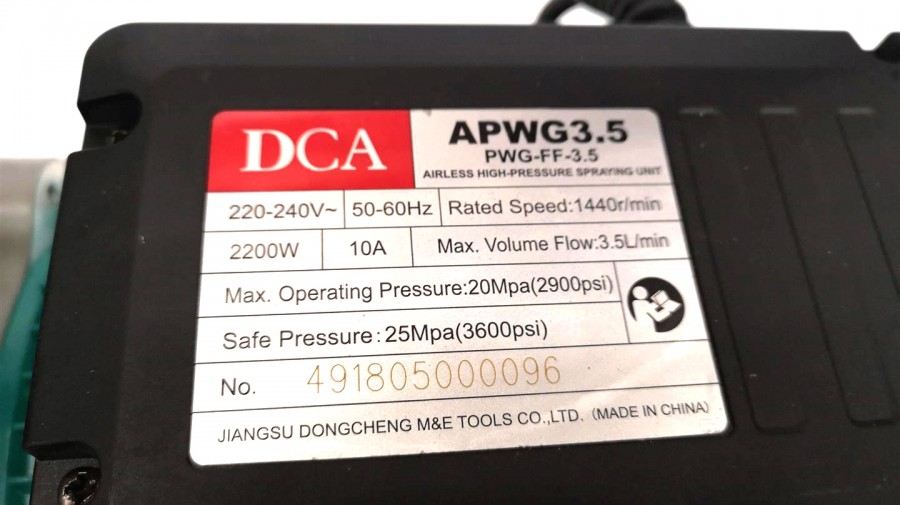 DCA
APWG3.5
PWG-FF-3.5
AIRLESS HIGH-PRESSURE SPRAYING UNIT
220-240V~ 50-60Hz Rated Speed:1440r/min
2200W 10A Max. Volume Flow:3.5L/min
Max. Operating Pressure:20Mpa(2900psi)
Safe Pressure:25Mpa(3600psi)
No. 491805000096
JIANGSU DONGCHENG M&E TOOLS CO.,LTD. (MADE IN CHINA)